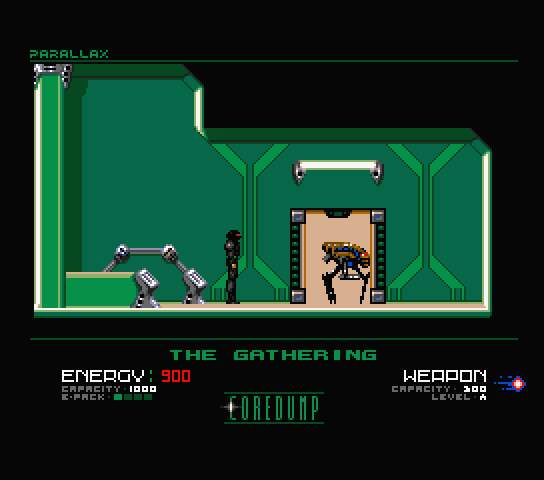 PARALLAX
THE GATHERING
ENERGY: 900
CAPACITY· 1000
E-PACK·
WEAPON
CAPACITY· 300
LEVEL· A
COREDUMP